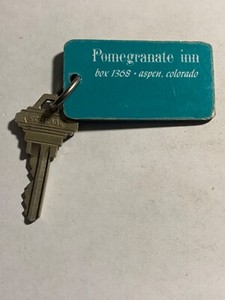 Pomegranate inn
box 1368 • aspen, colorado